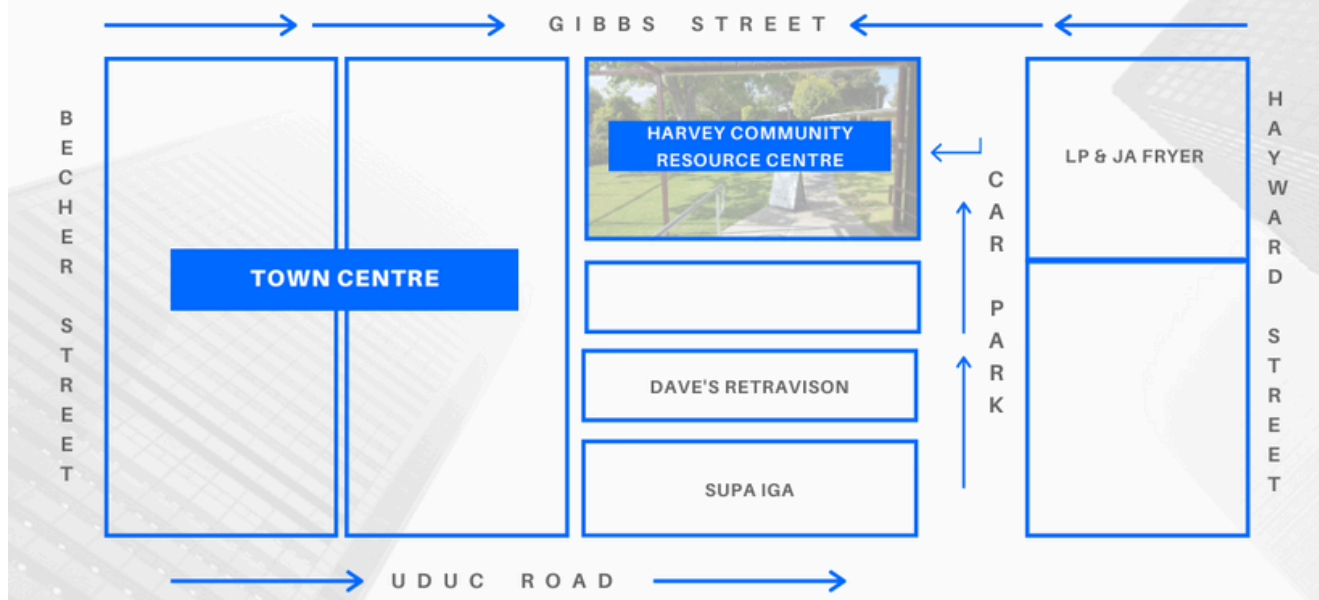 GIBBS STREET
BECHER STREET
HARVEY COMMUNITY
RESOURCE CENTRE
TOWN CENTRE
DAVE'S RETRAVISON
SUPA IGA
CAR PARK
LP & JA FRYER
HAYWARD STREET
UDUC ROAD